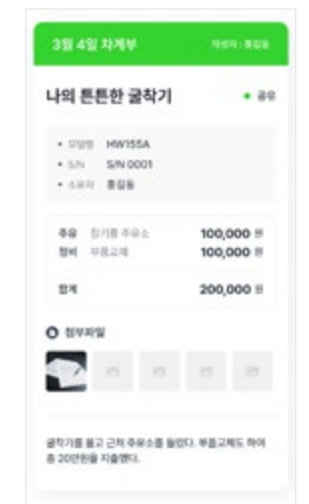 3월 4일 차계부
작성자 : 홍길동
나의 튼튼한 굴착기
• 공유
• 모델명 HW155A
• S/N S/N 0001
• 소유자 홍길동
주유 참기름 주유소 100,000 원
정비 부품교체 100,000 원
합계 200,000 원
첨부파일
굴착기를 몰고 근처 주유소를 들렀다. 부품교체도 하여
총 20만원을 지출했다.